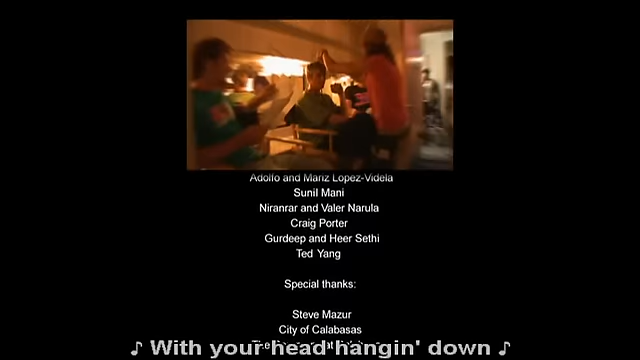 Adolfo and Mariz Lopez-Videla
Sunil Mani
Niranrar and Valer Narula
Craig Porter
Gurdeep and Heer Sethi
Ted Yang
Special thanks:
Steve Mazur
City of Calabasas
♪ With your head hangin' down ♪